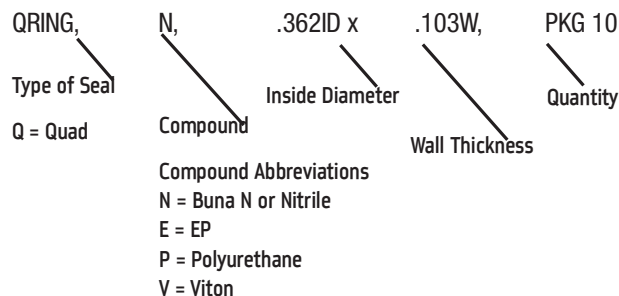 QRING, N, .362ID x .103W, PKG 10
Type of Seal
Q = Quad
Compound
Compound Abbreviations
N = Buna N or Nitrile
E = EP
P = Polyurethane
V = Viton
Inside Diameter
Wall Thickness
Quantity